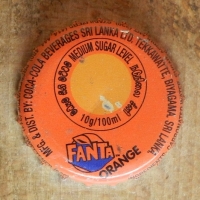 MFG. & DIST. BY: COCA-COLA BEVERAGES SRI LANKA LTD, TEKKAWATTE, BIYAGAMA, SRI LANKA.
MEDIUM SUGAR LEVEL
10g/100ml
FANTA
ORANGE